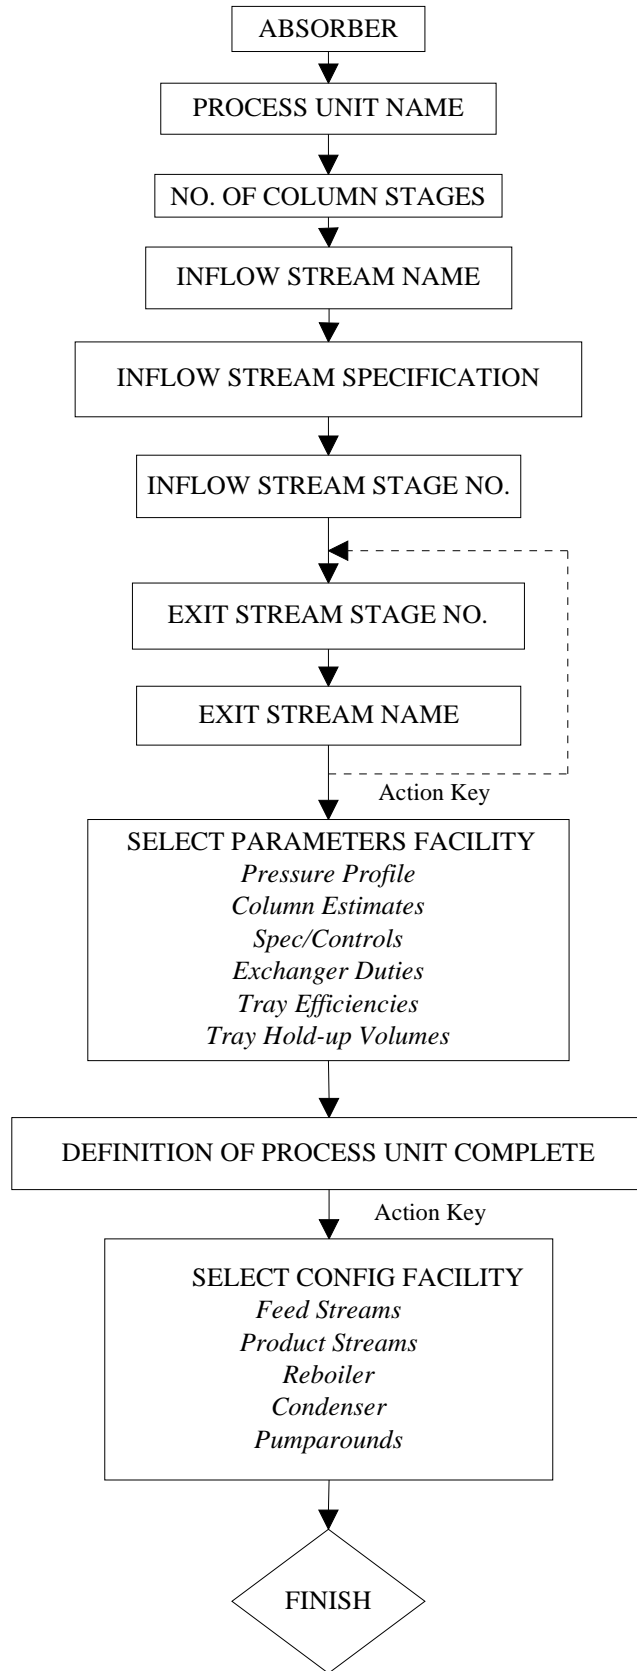 ABSORBER
PROCESS UNIT NAME
NO. OF COLUMN STAGES
INFLOW STREAM NAME
INFLOW STREAM SPECIFICATION
INFLOW STREAM STAGE NO.
EXIT STREAM STAGE NO.
EXIT STREAM NAME
Action Key
SELECT PARAMETERS FACILITY
Pressure Profile
Column Estimates
Spec/Controls
Exchanger Duties
Tray Efficiencies
Tray Hold-up Volumes
DEFINITION OF PROCESS UNIT COMPLETE
Action Key
SELECT CONFIG FACILITY
Feed Streams
Product Streams
Reboiler
Condenser
Pumparounds
FINISH